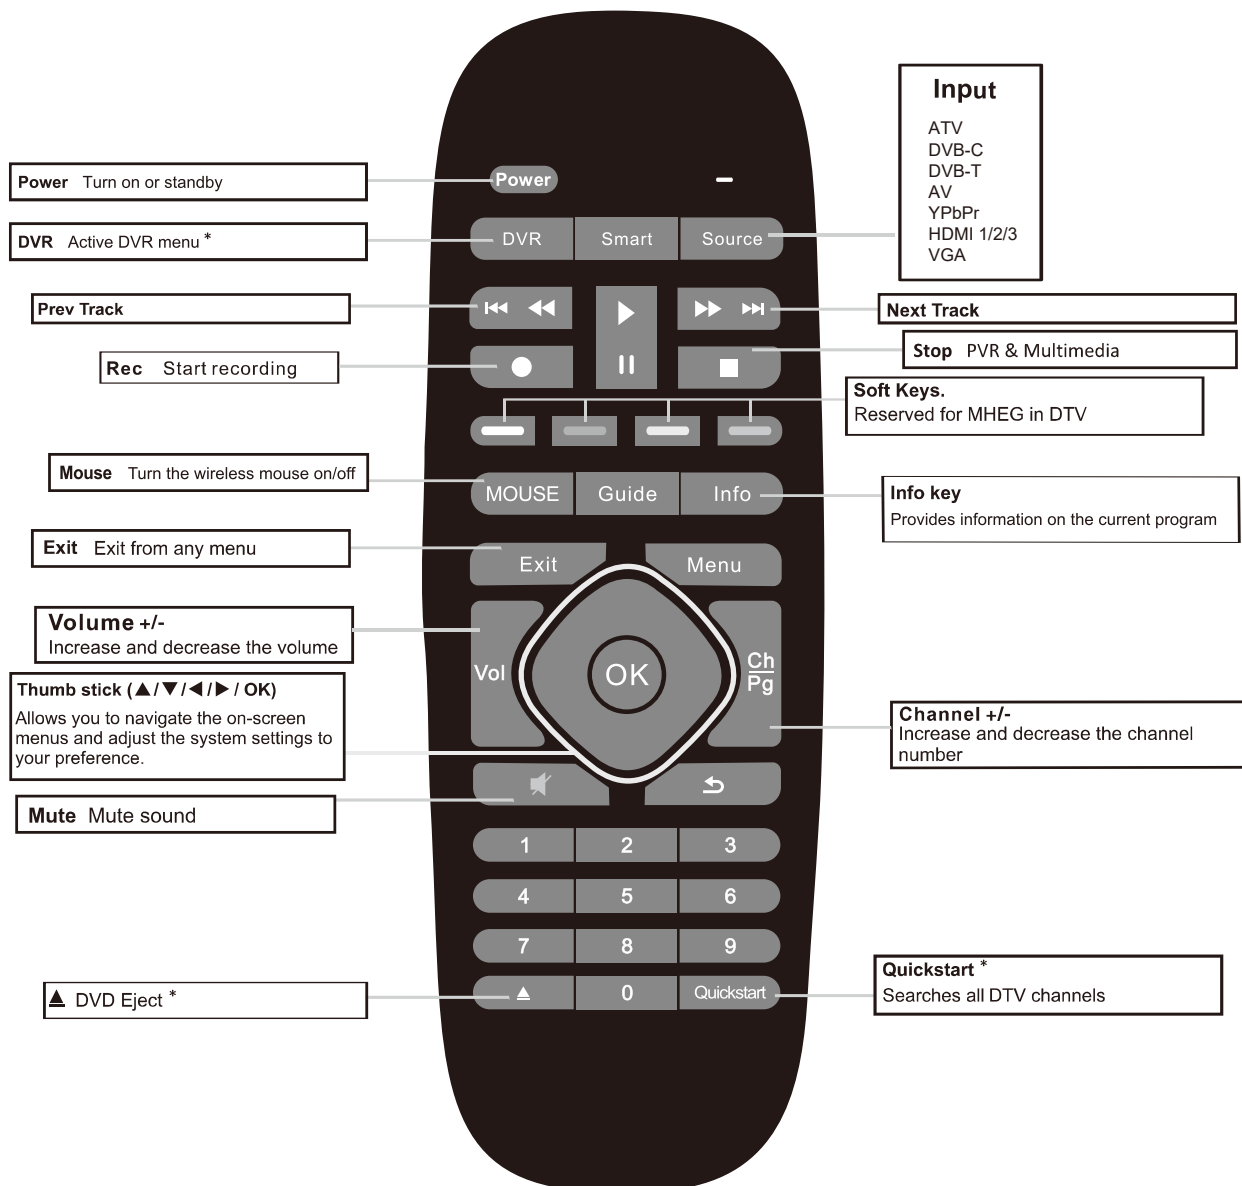 Input
ATV
DVB-C
DVB-T
AV
YPbPr
HDMI 1/2/3
VGA
Power Turn on or standby
Power
DVR Active DVR menu *
DVR Smart Source
Prev Track
Next Track
Stop PVR & Multimedia
Rec Start recording
Soft Keys.
Reserved for MHEG in DTV
Mouse Turn the wireless mouse on/off
MOUSE Guide Info
Info key
Provides information on the current program
Exit Exit from any menu
Exit Menu
Volume +/-
Increase and decrease the volume
Vol OK Ch
Pg
Thumb stick (▲/▼/◀/▶/ OK)
Allows you to navigate the on-screen
menus and adjust the system settings to
your preference.
Channel +/-
Increase and decrease the channel
number
Mute Mute sound
1 2 3
4 5 6
7 8 9
0 Quickstart
Quickstart *
Searches all DTV channels
DVD Eject *